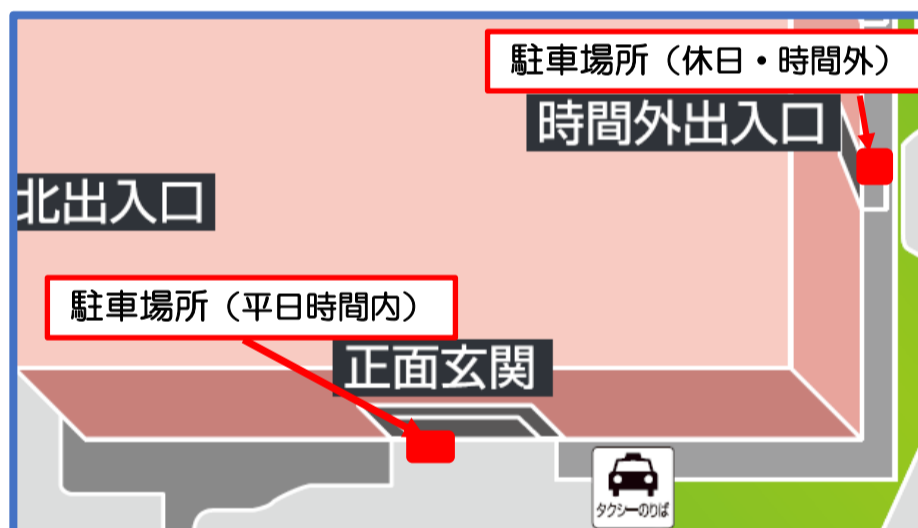 駐車場所（休日・時間外）
時間外出入口
北出入口
駐車場所（平日時間内）
正面玄関
タクシーのりば